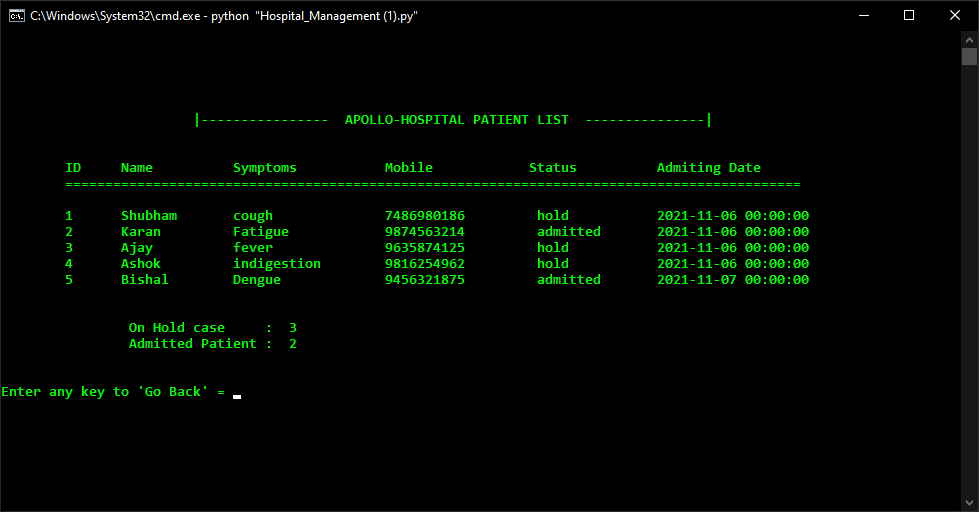 C:\Windows\System32\cmd.exe - python "Hospital_Management (1).py"
|---------------- APOLLO-HOSPITAL PATIENT LIST ---------------|
ID Name Symptoms Mobile Status Admiting Date
============================================================================================
1 Shubham cough 7486980186 hold 2021-11-06 00:00:00
2 Karan Fatigue 9874563214 admitted 2021-11-06 00:00:00
3 Ajay fever 9635874125 hold 2021-11-06 00:00:00
4 Ashok indigestion 9816254962 hold 2021-11-06 00:00:00
5 Bishal Dengue 9456321875 admitted 2021-11-07 00:00:00
On Hold case : 3
Admitted Patient : 2
Enter any key to 'Go Back' =